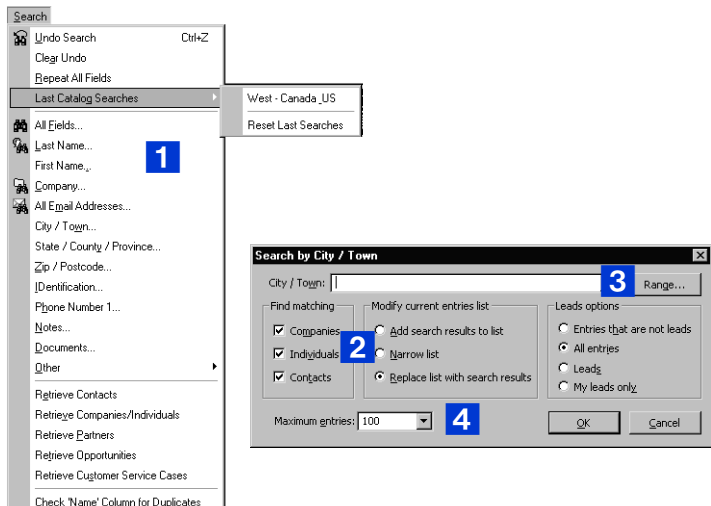 Search
Undo Search Ctrl+Z
Clear Undo
Repeat All Fields
Last Catalog Searches
West - Canada _US
Reset Last Searches
All Fields...
Last Name...
First Name...
1
Company...
All Email Addresses...
City / Town...
State / County / Province...
Zip / Postcode...
IDentification...
Phone Number 1...
Notes...
Documents...
Other
Retrieve Contacts
Retrieve Companies/Individuals
Retrieve Partners
Retrieve Opportunities
Retrieve Customer Service Cases
Check 'Name' Column for Duplicates
Search by City / Town
City / Town: 3 Range...
Find matching
Companies
Individuals
Contacts
2
Modify current entries list
Add search results to list
Narrow list
Replace list with search results
Leads options
Entries that are not leads
All entries
Leads
My leads only
Maximum entries: 100 4
OK Cancel